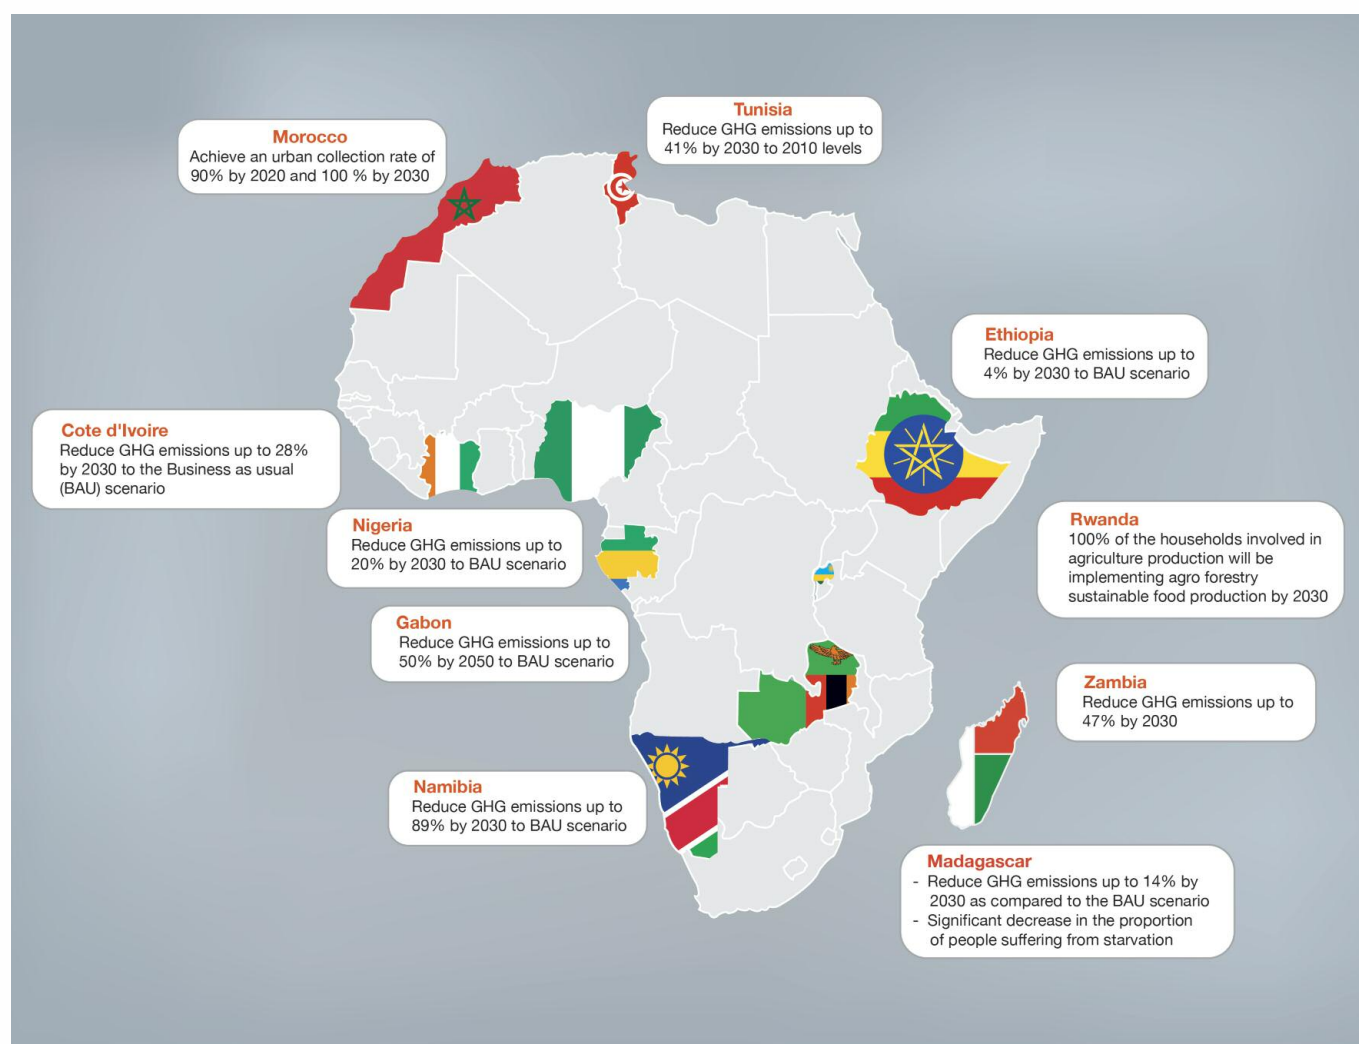 Tunisia
Reduce GHG emissions up to
41% by 2030 to 2010 levels
Morocco
Achieve an urban collection rate of
90% by 2020 and 100 % by 2030
Ethiopia
Reduce GHG emissions up to
4% by 2030 to BAU scenario
Cote d'Ivoire
Reduce GHG emissions up to 28%
by 2030 to the Business as usual
(BAU) scenario
Nigeria
Reduce GHG emissions up to
20% by 2030 to BAU scenario
Rwanda
100% of the households involved in
agriculture production will be
implementing agro forestry
sustainable food production by 2030
Gabon
Reduce GHG emissions up to
50% by 2050 to BAU scenario
Zambia
Reduce GHG emissions up to
47% by 2030
Namibia
Reduce GHG emissions up to
89% by 2030 to BAU scenario
Madagascar
- Reduce GHG emissions up to 14% by
2030 as compared to the BAU scenario
- Significant decrease in the proportion
of people suffering from starvation